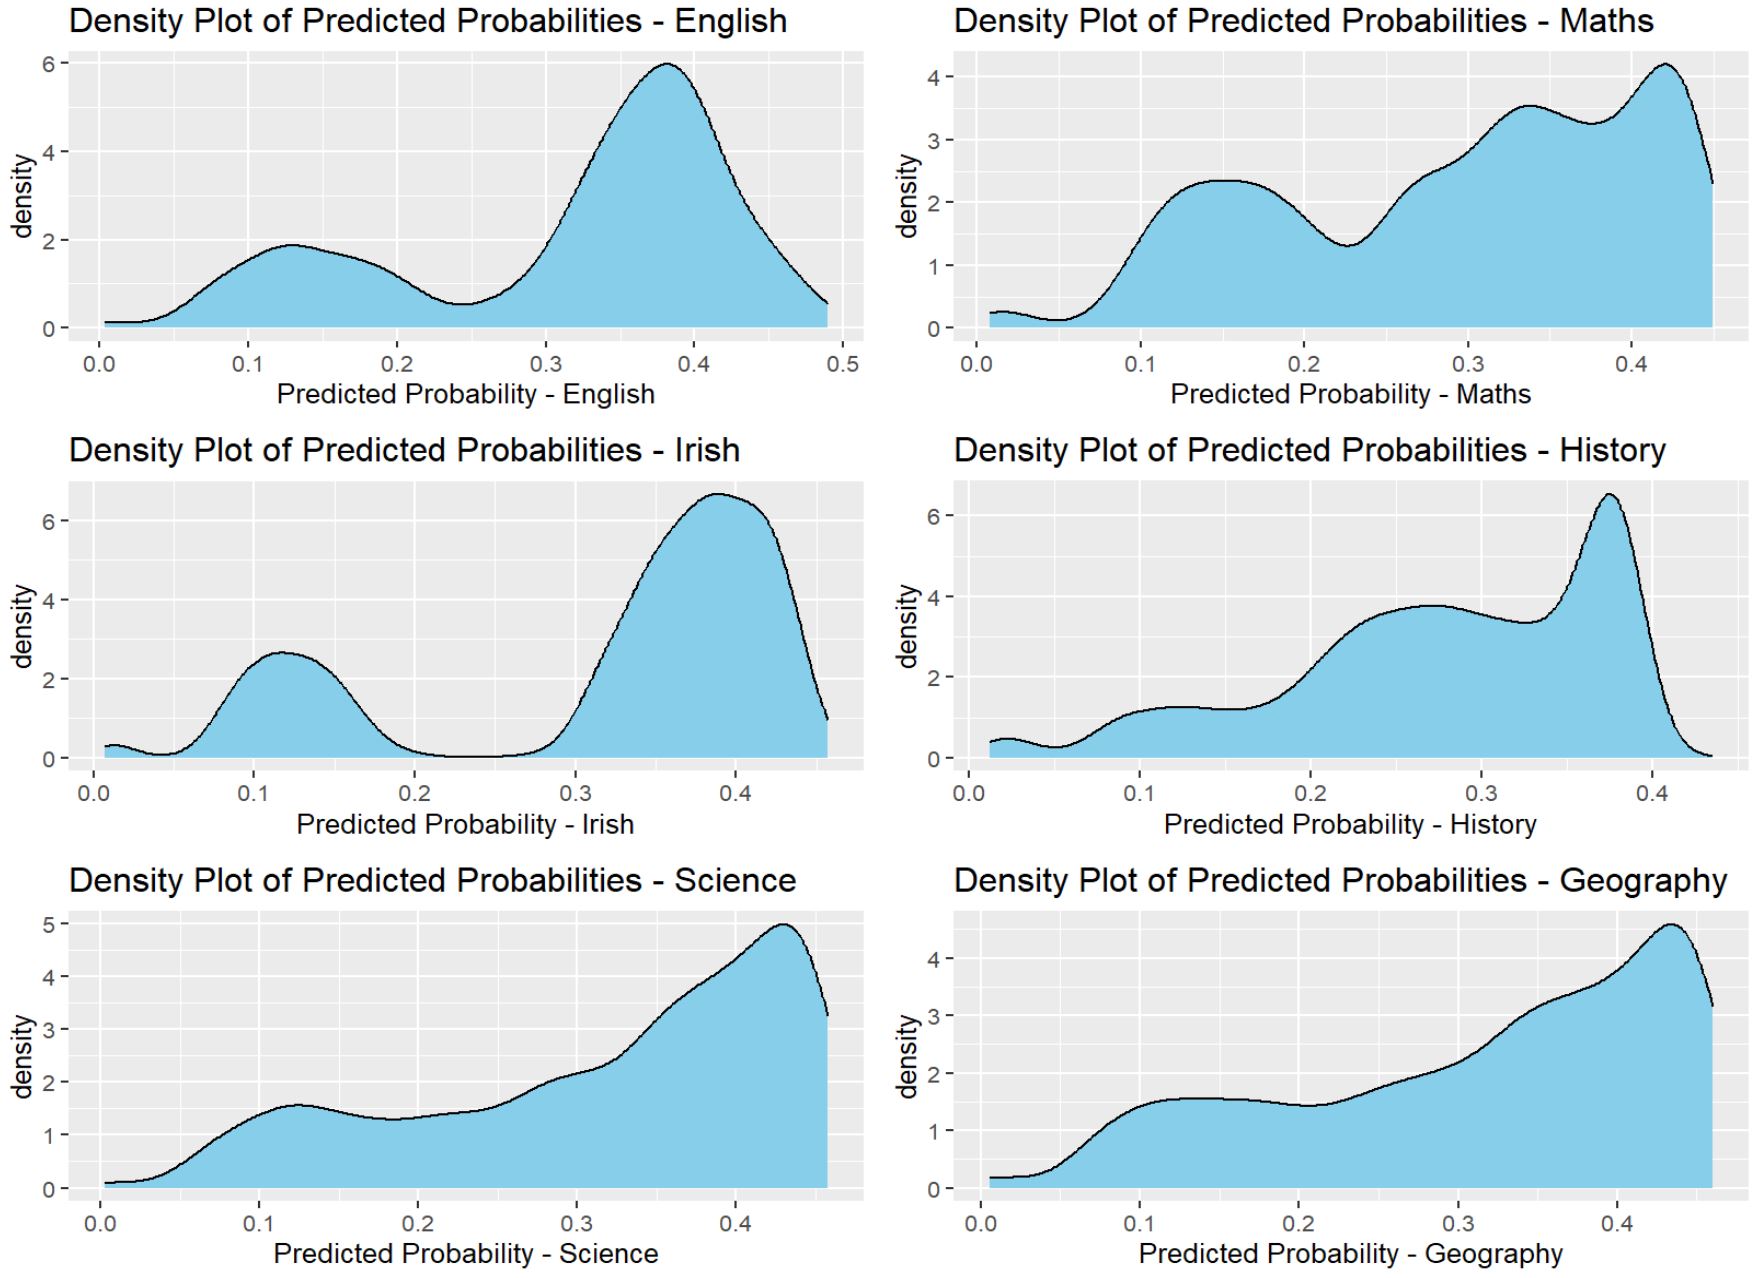 Density Plot of Predicted Probabilities - English
6
4
2
0
density
0.0 0.1 0.2 0.3 0.4 0.5
Predicted Probability - English
Density Plot of Predicted Probabilities - Maths
4
3
2
1
0
density
0.0 0.1 0.2 0.3 0.4
Predicted Probability - Maths
Density Plot of Predicted Probabilities - Irish
6
4
2
0
density
0.0 0.1 0.2 0.3 0.4
Predicted Probability - Irish
Density Plot of Predicted Probabilities - History
6
4
2
0
density
0.0 0.1 0.2 0.3 0.4
Predicted Probability - History
Density Plot of Predicted Probabilities - Science
5
4
3
2
1
0
density
0.0 0.1 0.2 0.3 0.4
Predicted Probability - Science
Density Plot of Predicted Probabilities - Geography
4
3
2
1
0
density
0.0 0.1 0.2 0.3 0.4
Predicted Probability - Geography